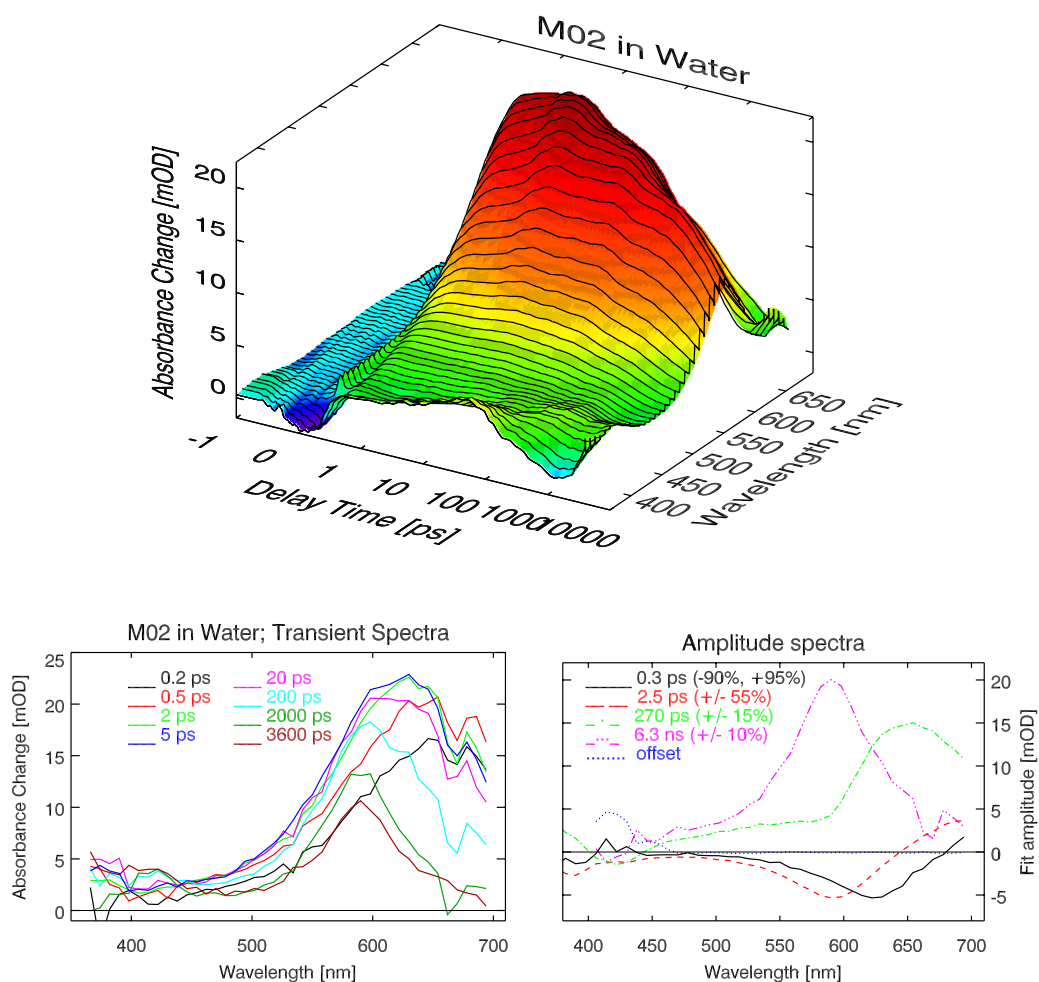 M02 in Water
Absorbance Change [mOD]
20
15
10
5
0
-1 0 1 10 100 1000 10000
Delay Time [ps]
650
600
550
500
450
400
Wavelength [nm]
M02 in Water; Transient Spectra
Absorbance Change [mOD]
25
20
15
10
5
0
0.2 ps 20 ps
0.5 ps 200 ps
2 ps 2000 ps
5 ps 3600 ps
400 500 600 700
Wavelength [nm]
Amplitude spectra
0.3 ps (-90%, +95%)
2.5 ps (+/- 55%)
270 ps (+/- 15%)
6.3 ns (+/- 10%)
offset
20
15
10
5
0
-5
Fit amplitude [mOD]
400 450 500 550 600 650 700
Wavelength [nm]